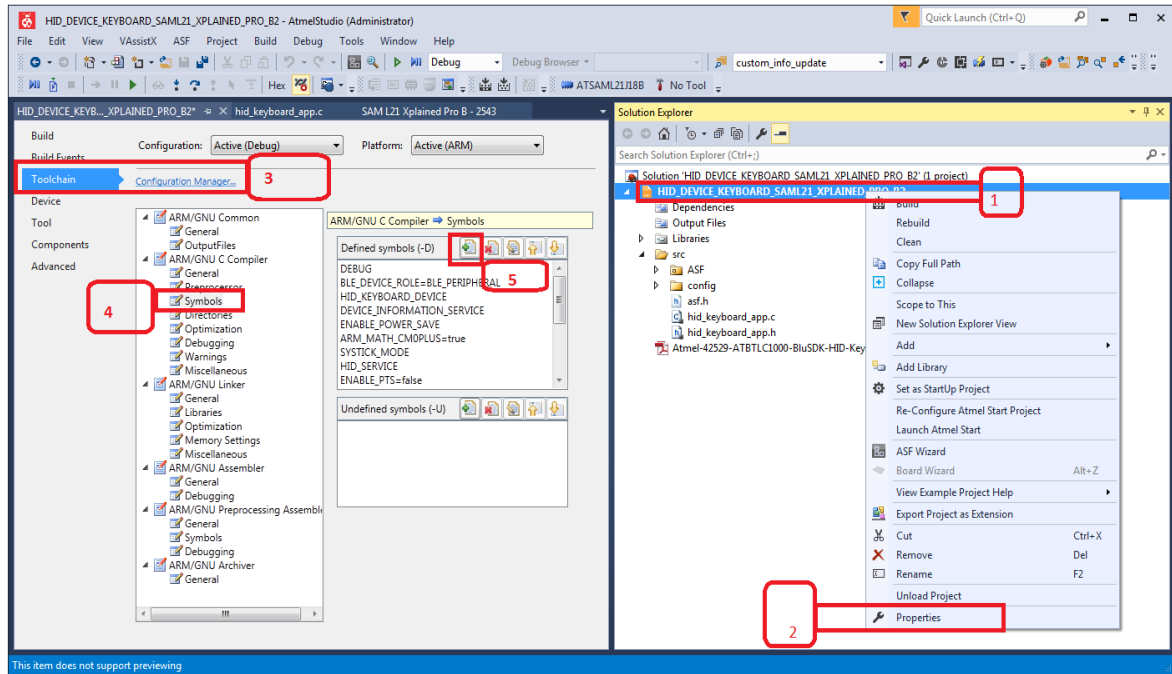 HID_DEVICE_KEYBOARD_SAML21_XPLAINED_PRO_B2 - AtmelStudio (Administrator)
Quick Launch (Ctrl+Q)
File Edit View VAssistX ASF Project Build Debug Tools Window Help
Debug Debug Browser custom_info_update
Hex ATSAML21J18B No Tool
HID_DEVICE_KEYB..._XPLAINED_PRO_B2* hid_keyboard_app.c SAM L21 Xplained Pro B - 2543
Build
Build Events
Toolchain
Device
Tool
Components
Advanced
Configuration: Active (Debug) Platform: Active (ARM)
Configuration Manager...
3
4
ARM/GNU Common
General
OutputFiles
ARM/GNU C Compiler
General
Preprocessor
Symbols
Directories
Optimization
Debugging
Warnings
Miscellaneous
ARM/GNU Linker
General
Libraries
Optimization
Memory Settings
Miscellaneous
ARM/GNU Assembler
General
Debugging
ARM/GNU Preprocessing Assembl
General
Symbols
Debugging
ARM/GNU Archiver
General
ARM/GNU C Compiler ➡ Symbols
Defined symbols (-D)
5
DEBUG
BLE_DEVICE_ROLE=BLE_PERIPHERAL
HID_KEYBOARD_DEVICE
DEVICE_INFORMATION_SERVICE
ENABLE_POWER_SAVE
ARM_MATH_CM0PLUS=true
SYSTICK_MODE
HID_SERVICE
ENABLE_PTS=false
Undefined symbols (-U)
Solution Explorer
Search Solution Explorer (Ctrl+;)
Solution 'HID_DEVICE_KEYBOARD_SAML21_XPLAINED_PRO_B2' (1 project)
HID_DEVICE_KEYBOARD_SAML21_XPLAINED_PRO_B2
1
Dependencies
Output Files
Libraries
src
ASF
config
asf.h
hid_keyboard_app.c
hid_keyboard_app.h
Atmel-42529-ATBTLC1000-BluSDK-HID-Key
Build
Rebuild
Clean
Copy Full Path
Collapse
Scope to This
New Solution Explorer View
Add
Add Library
Set as StartUp Project
Re-Configure Atmel Start Project
Launch Atmel Start
ASF Wizard
Board Wizard Alt+Z
View Example Project Help
Export Project as Extension
Cut Ctrl+X
Remove Del
Rename F2
Unload Project
Properties
2
This item does not support previewing